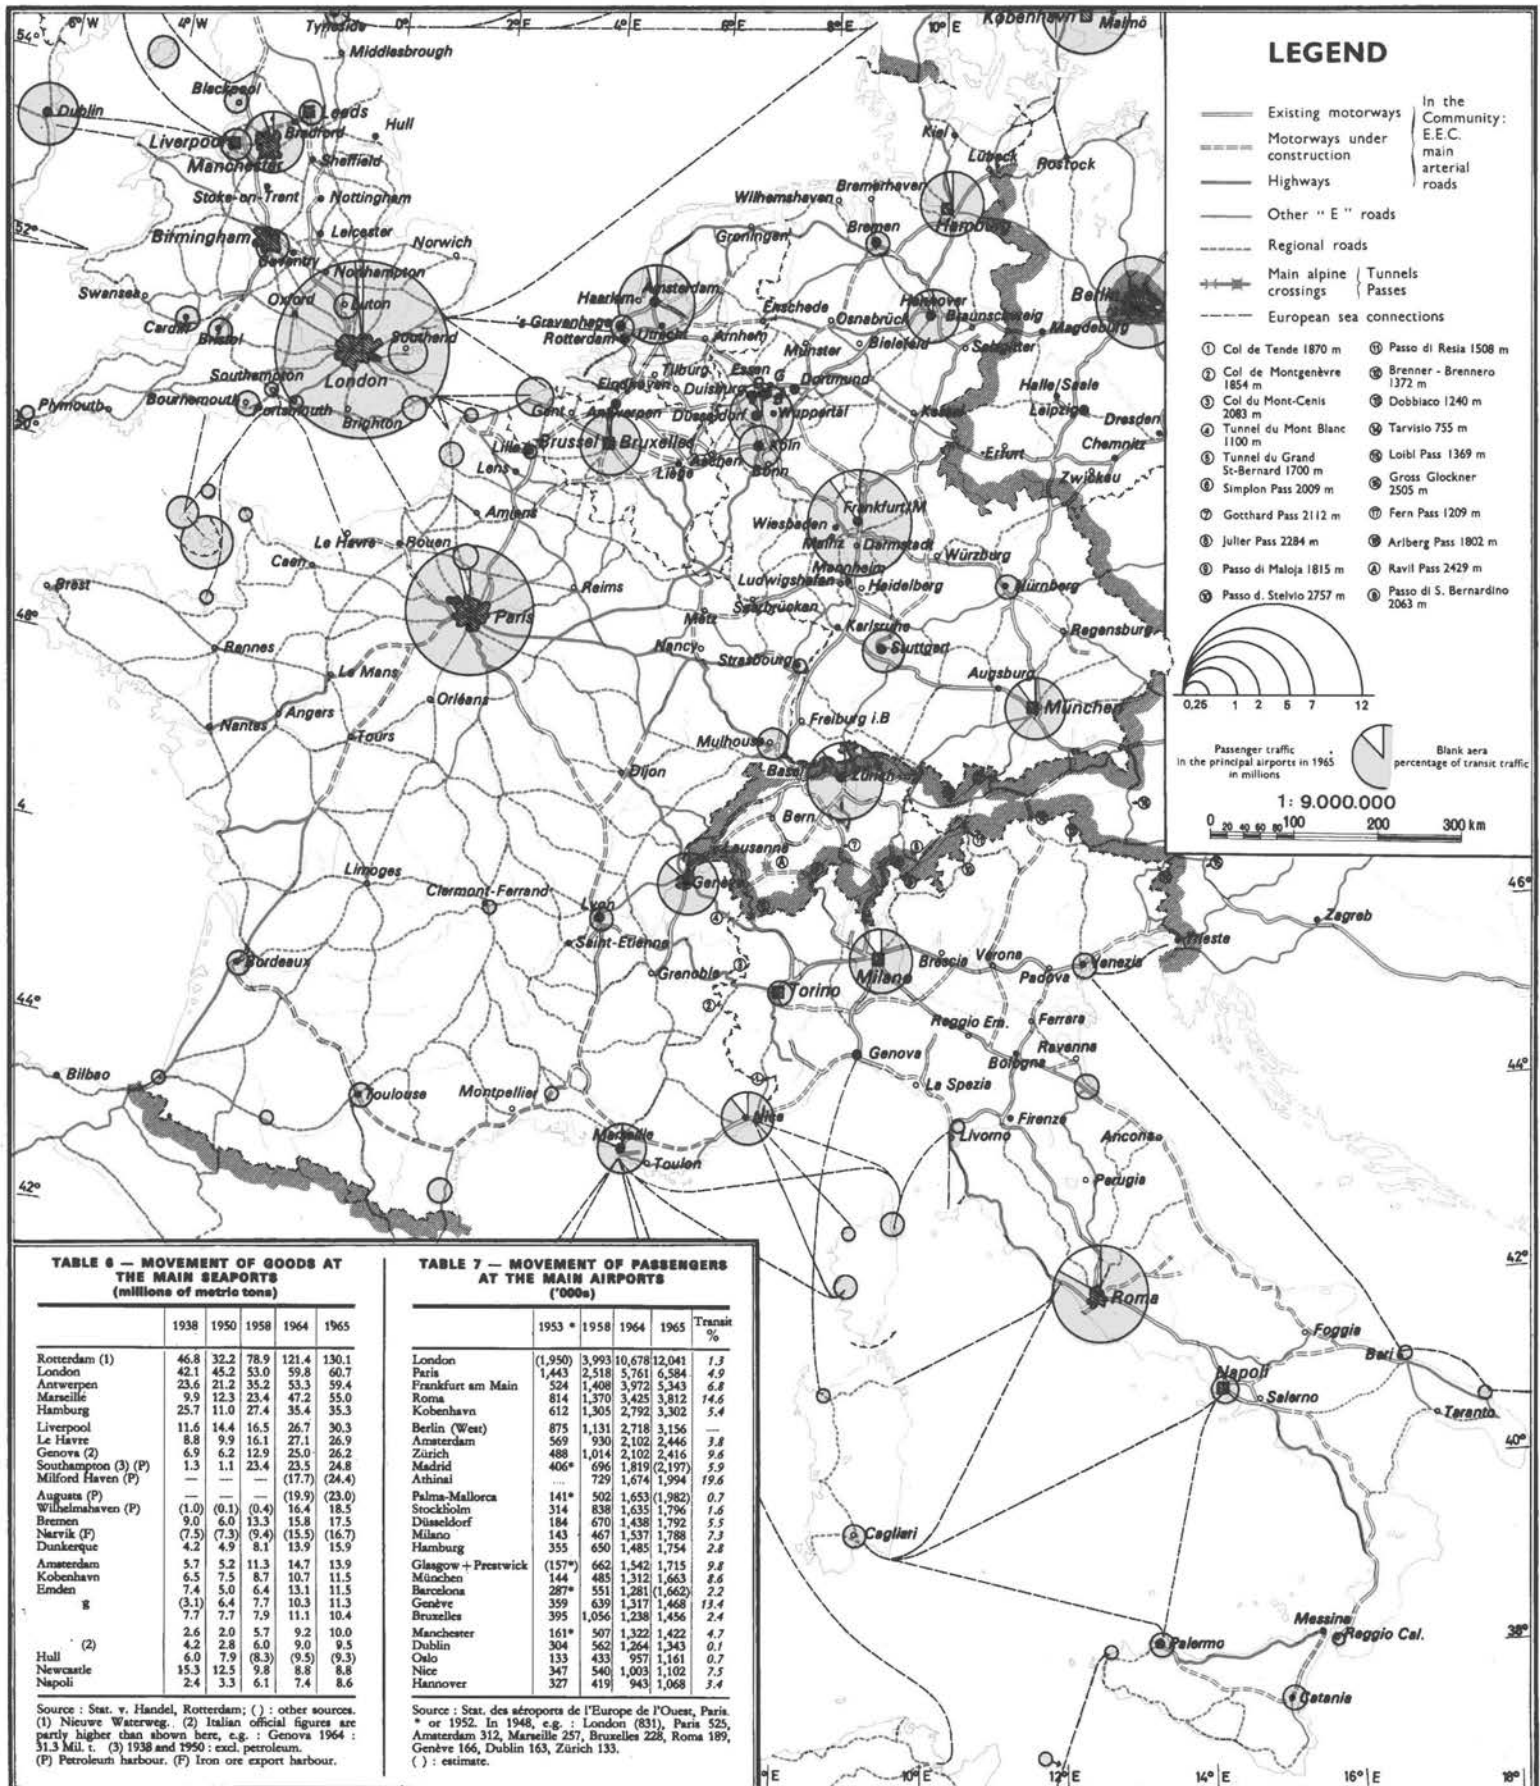 54° 6° W 4° W 0° 2° E 4° E 6° E 8° E 10° E
Tyneside
København
Malmö
Middlesbrough
Dublin
Blackpool
Leeds
Bradford
Hull
Liverpool
Manchester
Sheffield
Stoke-on-Trent
Nottingham
52°
Birmingham
Leicester
Coventry
Norwich
Northampton
Swansea
Oxford
Luton
Cardiff
Bristol
Southend
London
Southampton
Bournemouth
Portsmouth
Plymouth
Brighton
Kiel
Lübeck
Rostock
Wilhemshaven
Bremerhaven
Hamburg
Groningen
Bremen
Haarlem
Amsterdam
Enschede
Hannover
Berlin
's Gravenhage
Utrecht
Osnabrück
Braunschweig
Magdeburg
Rotterdam
Arnhem
Bielefeld
Salzgitter
Münster
Tilburg
Essen
G
Eindhoven
Duisburg
Dortmund
Halle/Saale
B
Gent
Antwerpen
Düsseldorf
Wuppertal
Kassel
Leipzig
Dresden
Lille
Brussel
Bruxelles
Köln
Chemnitz
Lens
Liège
Aachen
Bonn
Erfurt
Zwickau
Amiens
Frankfurt/M
Wiesbaden
Le Havre
Rouen
Mainz
Darmstadt
Caen
Würzburg
Mannheim
Brest
Reims
Ludwigshafen
Heidelberg
Nürnberg
48°
Paris
Saarbrücken
Metz
Karlsruhe
Regensburg
Rennes
Nancy
Strasbourg
Stuttgart
Le Mans
Augsburg
Orléans
München
Nantes
Angers
Freiburg i.B
Tours
Mulhouse
Dijon
Basel
Zürich
4
Bern
Lausanne
Limoges
Clermont-Ferrand
Genève
46°
Lyon
Zagreb
Saint-Etienne
Trieste
Bordeaux
Grenoble
Milano
Brescia
Verona
Venezia
Torino
Padova
44°
Reggio Em.
Ferrara
Genova
Bologna
Ravenna
44°
Bilbao
La Spezia
Toulouse
Montpellier
Nice
Firenze
Marseille
Livorno
Ancona
Toulon
Perugia
42°
42°
Roma
Foggia
Bari
Napoli
Salerno
Taranto
40°
Cagliari
Messina
Reggio Cal.
38°
Palermo
Catania
° E 10° E 12° E 14° E 16° E 18°
LEGEND
Existing motorways
Motorways under
construction
Highways
In the
Community:
E.E.C.
main
arterial
roads
Other “ E ” roads
Regional roads
Main alpine
crossings
Tunnels
Passes
European sea connections
① Col de Tende 1870 m
② Col de Montgenèvre
1854 m
③ Col du Mont-Cenis
2083 m
④ Tunnel du Mont Blanc
1100 m
⑤ Tunnel du Grand
St-Bernard 1700 m
⑥ Simplon Pass 2009 m
⑦ Gotthard Pass 2112 m
⑧ Julier Pass 2284 m
⑨ Passo di Maloja 1815 m
⑩ Passo d. Stelvio 2757 m
⑪ Passo di Resia 1508 m
⑫ Brenner - Brennero
1372 m
⑬ Dobbiaco 1240 m
⑭ Tarvisio 755 m
⑮ Loibl Pass 1369 m
⑯ Gross Glockner
2505 m
⑰ Fern Pass 1209 m
⑱ Arlberg Pass 1802 m
Ⓐ Ravil Pass 2429 m
Ⓑ Passo di S. Bernardino
2063 m
0,25 1 2 5 7 12
Passenger traffic
in the principal airports in 1965
in millions
Blank aera
percentage of transit traffic
1: 9.000.000
0 20 40 60 80 100 200 300 km
TABLE 6 — MOVEMENT OF GOODS AT
THE MAIN SEAPORTS
(millions of metric tons)
1938 1950 1958 1964 1965
Rotterdam (1) 46.8 32.2 78.9 121.4 130.1
London 42.1 45.2 53.0 59.8 60.7
Antwerpen 23.6 21.2 35.2 53.3 59.4
Marseille 9.9 12.3 23.4 47.2 55.0
Hamburg 25.7 11.0 27.4 35.4 35.3
Liverpool 11.6 14.4 16.5 26.7 30.3
Le Havre 8.8 9.9 16.1 27.1 26.9
Genova (2) 6.9 6.2 12.9 25.0 26.2
Southampton (3) (P) 1.3 1.1 23.4 23.5 24.8
Milford Haven (P) — — — (17.7) (24.4)
Augusta (P) — — — (19.9) (23.0)
Wilhelmshaven (P) (1.0) (0.1) (0.4) 16.4 18.5
Bremen 9.0 6.0 13.3 15.8 17.5
Narvik (F) (7.5) (7.3) (9.4) (15.5) (16.7)
Dunkerque 4.2 4.9 8.1 13.9 15.9
Amsterdam 5.7 5.2 11.3 14.7 13.9
Kobenhavn 6.5 7.5 8.7 10.7 11.5
Emden 7.4 5.0 6.4 13.1 11.5
g (3.1) 6.4 7.7 10.3 11.3
7.7 7.7 7.9 11.1 10.4
2.6 2.0 5.7 9.2 10.0
(2) 4.2 2.8 6.0 9.0 9.5
Hull 6.0 7.9 (8.3) (9.5) (9.3)
Newcastle 15.3 12.5 9.8 8.8 8.8
Napoli 2.4 3.3 6.1 7.4 8.6
Source : Stat. v. Handel, Rotterdam; ( ) : other sources.
(1) Nieuwe Waterweg. (2) Italian official figures are
partly higher than shown here, e.g. : Genova 1964 :
31.3 Mil. t. (3) 1938 and 1950 : excl. petroleum.
(P) Petroleum harbour. (F) Iron ore export harbour.
TABLE 7 — MOVEMENT OF PASSENGERS
AT THE MAIN AIRPORTS
('000s)
1953 * 1958 1964 1965 Transit
%
London (1,950) 3,993 10,678 12,041 1.3
Paris 1,443 2,518 5,761 6,584 4.9
Frankfurt am Main 524 1,408 3,972 5,343 6.8
Roma 814 1,370 3,425 3,812 14.6
Kobenhavn 612 1,305 2,792 3,302 5.4
Berlin (West) 875 1,131 2,718 3,156 —
Amsterdam 569 930 2,102 2,446 3.8
Zürich 488 1,014 2,102 2,416 9.6
Madrid 406* 696 1,819 (2,197) 5.9
Athinai ... 729 1,674 1,994 19.6
Palma-Mallorca 141* 502 1,653 (1,982) 0.7
Stockholm 314 838 1,635 1,796 1.6
Düsseldorf 184 670 1,438 1,792 5.5
Milano 143 467 1,537 1,788 7.3
Hamburg 355 650 1,485 1,754 2.8
Glasgow + Prestwick (157*) 662 1,542 1,715 9.8
München 144 485 1,312 1,663 8.6
Barcelona 287* 551 1,281 (1,662) 2.2
Genève 359 639 1,317 1,468 13.4
Bruxelles 395 1,056 1,238 1,456 2.4
Manchester 161* 507 1,322 1,422 4.7
Dublin 304 562 1,264 1,343 0.1
Oslo 133 433 957 1,161 0.7
Nice 347 540 1,003 1,102 7.5
Hannover 327 419 943 1,068 3.4
Source : Stat. des aéroports de l'Europe de l'Ouest, Paris.
* or 1952. In 1948, e.g. : London (831), Paris 525,
Amsterdam 312, Marseille 257, Bruxelles 228, Roma 189,
Genève 166, Dublin 163, Zürich 133.
( ) : estimate.